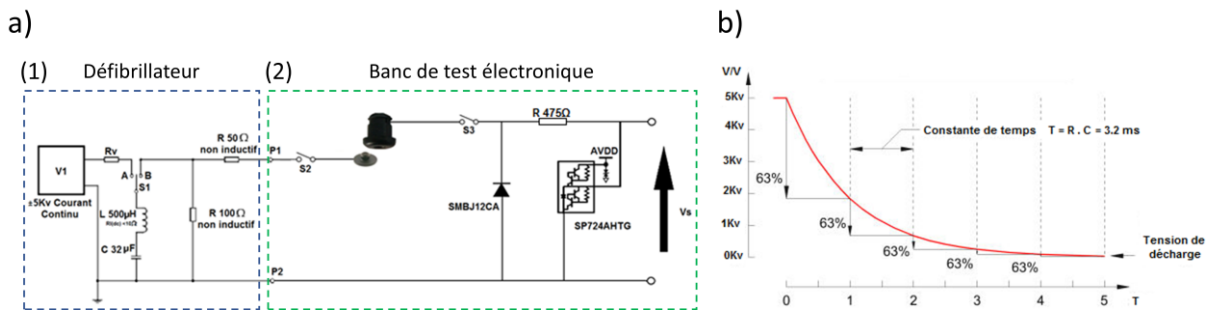 a)
(1) Défibrillateur
(2) Banc de test électronique
V1
±5Kv Courant
Continu
Rv
A
B
S1
L 500µH
C 32µF
R 50Ω
non inductif
R 100Ω
non inductif
P1
P2
S2
S3
R 475Ω
AVDD
SMBJ12CA
SP724AHTG
Vs
b)
V/V
5Kv
4Kv
3Kv
2Kv
1Kv
0Kv
63%
63%
63%
63%
63%
Constante de temps T = R . C = 3.2 ms
Tension de
décharge
0 1 2 3 4 5 T